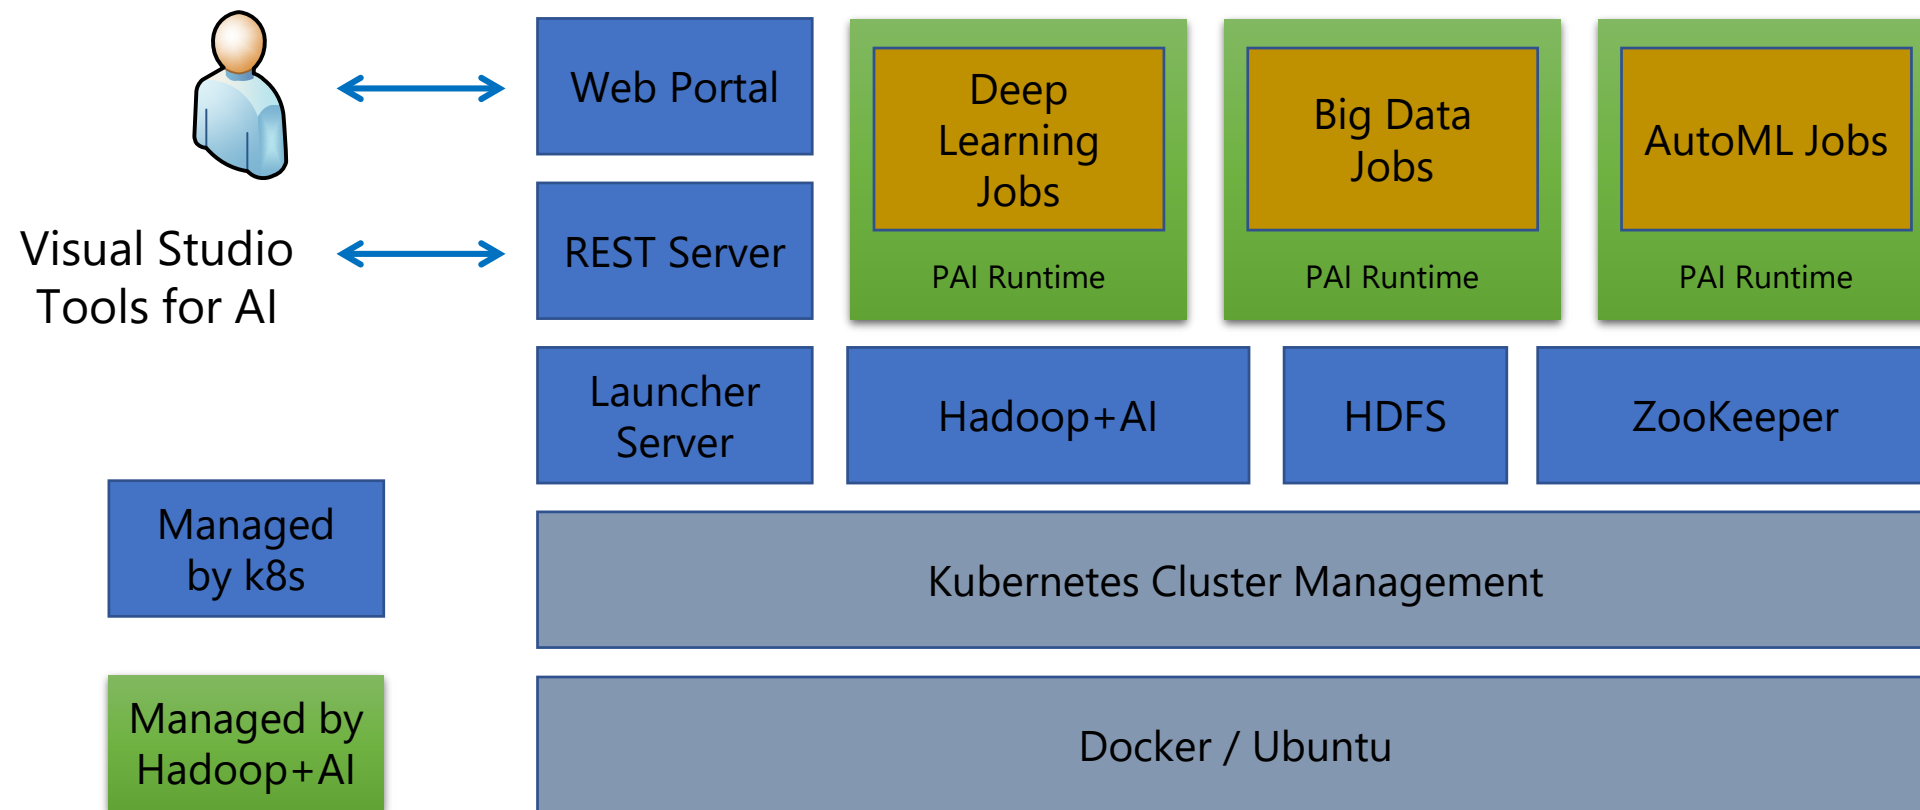 Web Portal
Deep
Learning
Jobs
PAI Runtime
Big Data
Jobs
PAI Runtime
AutoML Jobs
PAI Runtime
Visual Studio
Tools for AI
REST Server
Launcher
Server
Hadoop+AI
HDFS
ZooKeeper
Managed
by k8s
Kubernetes Cluster Management
Managed by
Hadoop+AI
Docker / Ubuntu